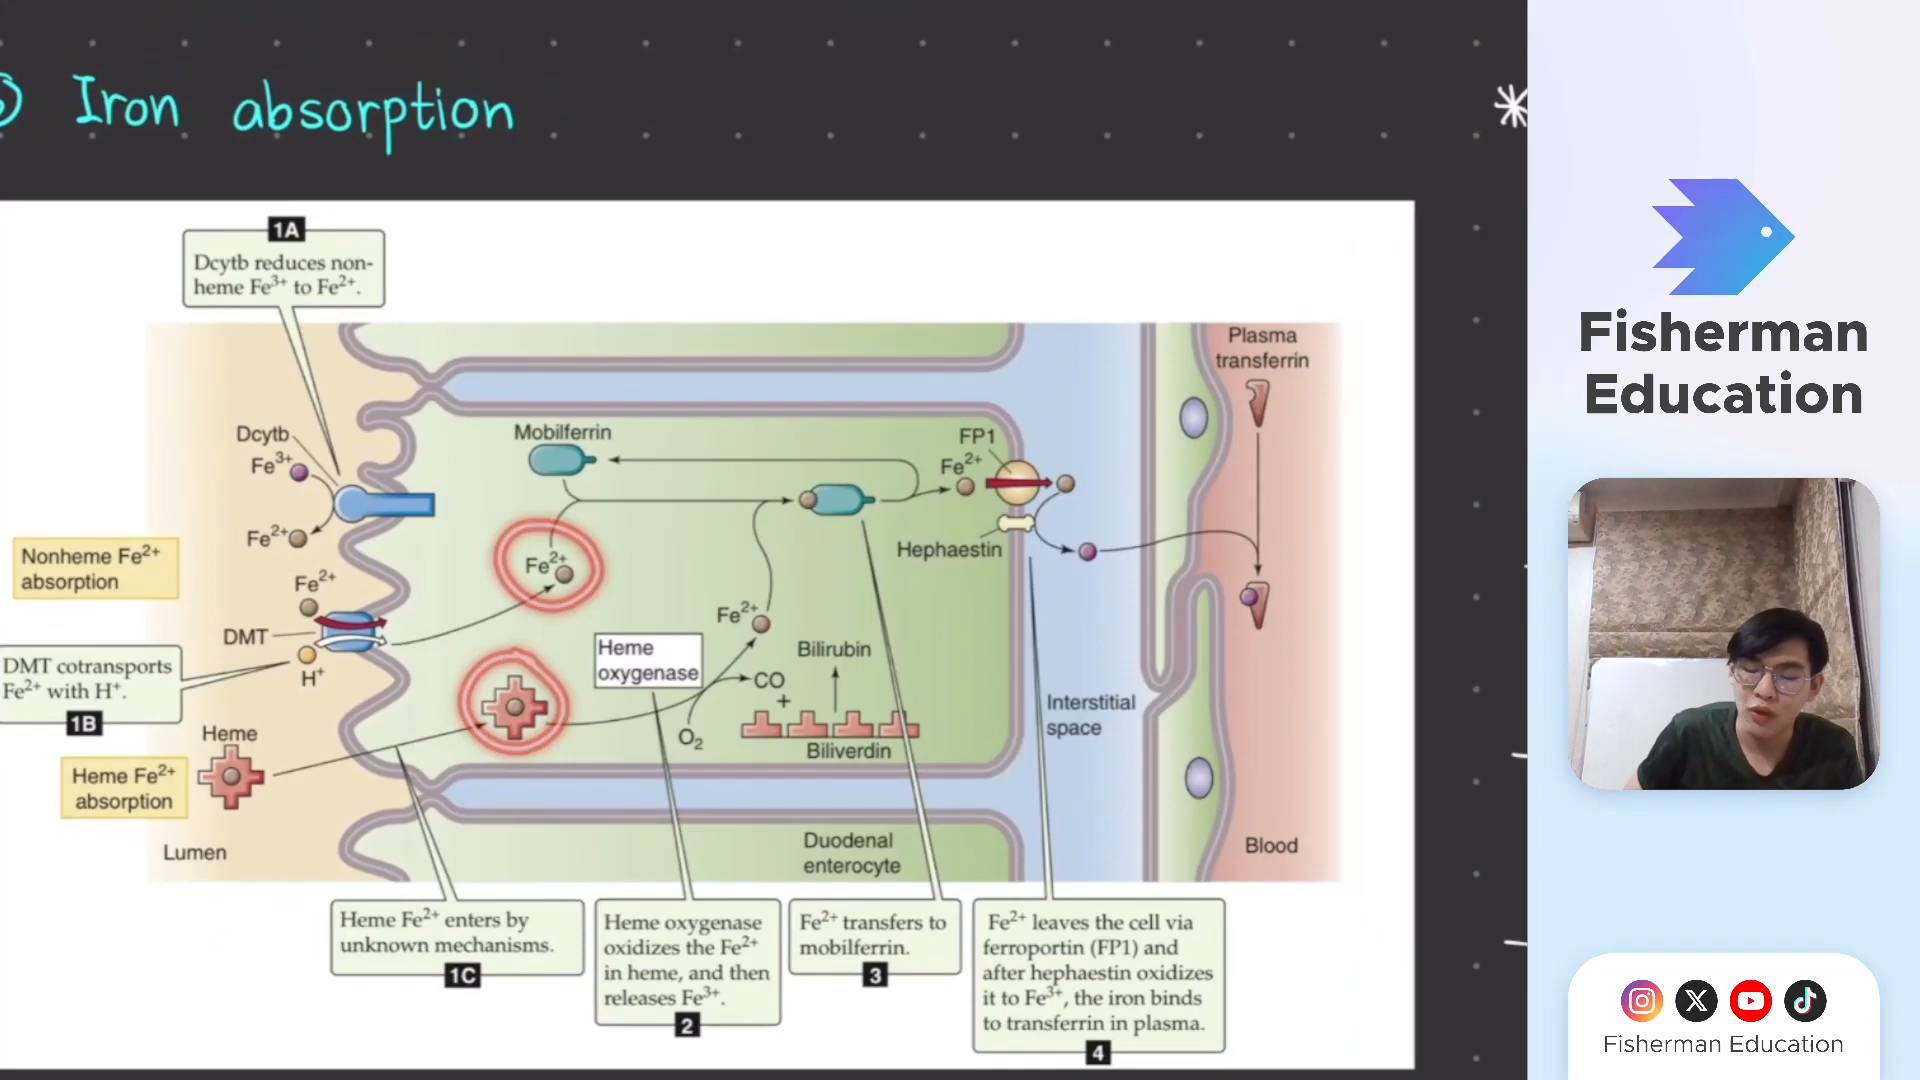 Iron absorption
1A
Dcytb reduces non-
heme Fe³⁺ to Fe²⁺.
Dcytb
Fe³⁺
Fe²⁺
Nonheme Fe²⁺
absorption
Fe²⁺
DMT
H⁺
DMT cotransports
Fe²⁺ with H⁺.
1B
Heme
Heme Fe²⁺
absorption
Lumen
Mobilferrin
Fe²⁺
Fe²⁺
Heme
oxygenase
O₂
CO
+
Bilirubin
Biliverdin
Duodenal
enterocyte
FP1
Fe²⁺
Hephaestin
Interstitial
space
Plasma
transferrin
Blood
Heme Fe²⁺ enters by
unknown mechanisms.
1C
Heme oxygenase
oxidizes the Fe²⁺
in heme, and then
releases Fe³⁺.
2
Fe²⁺ transfers to
mobilferrin.
3
Fe²⁺ leaves the cell via
ferroportin (FP1) and
after hephaestin oxidizes
it to Fe³⁺, the iron binds
to transferrin in plasma.
4
Fisherman
Education
Fisherman Education